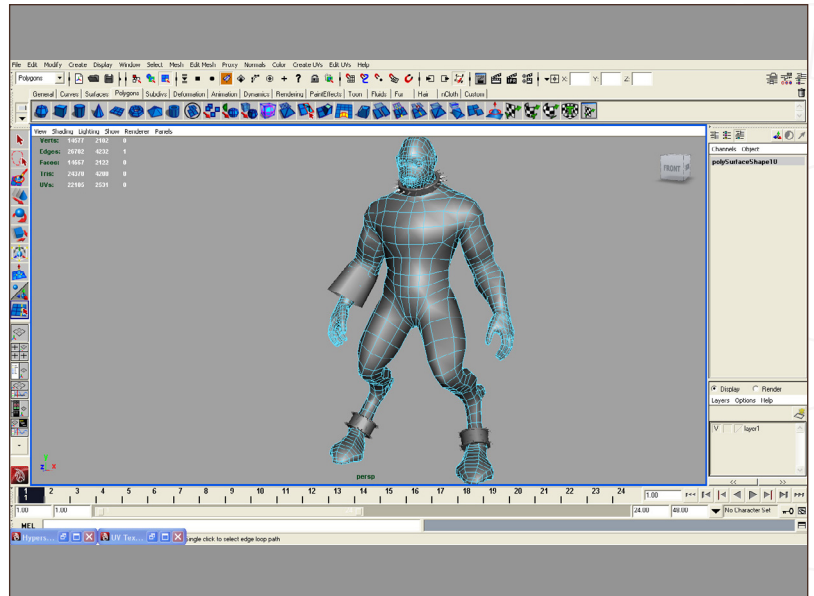 File Edit Modify Create Display Window Select Mesh Edit Mesh Proxy Normals Color Create UVs Edit UVs Help
Polygons X: Y: Z:
General Curves Surfaces Polygons Subdivs Deformation Animation Dynamics Rendering PaintEffects Toon Fluids Fur Hair nCloth Custom
View Shading Lighting Show Renderer Panels
Verts: 14577 2102 0
Edges: 28702 4232 1
Faces: 14567 2122 0
Tris: 24370 4200 0
UVs: 22105 2531 0
FRONT
Channels Object
polySurfaceShape10
Display Render
Layers Options Help
V layer1
y
z x
persp
1 2 3 4 5 6 7 8 9 10 11 12 13 14 15 16 17 18 19 20 21 22 23 24
1
1.00
1.00 1.00 24.00 48.00 No Character Set
MEL
Hypers... UV Tex... single click to select edge loop path